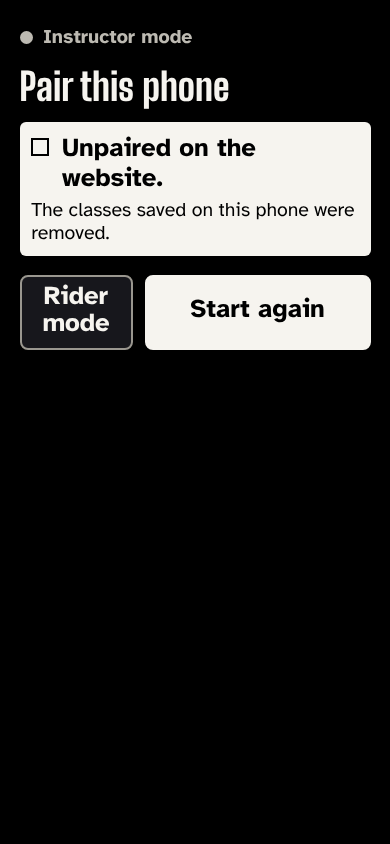 Instructor mode
Pair this phone
Unpaired on the
website.
The classes saved on this phone were
removed.
Rider
mode
Start again